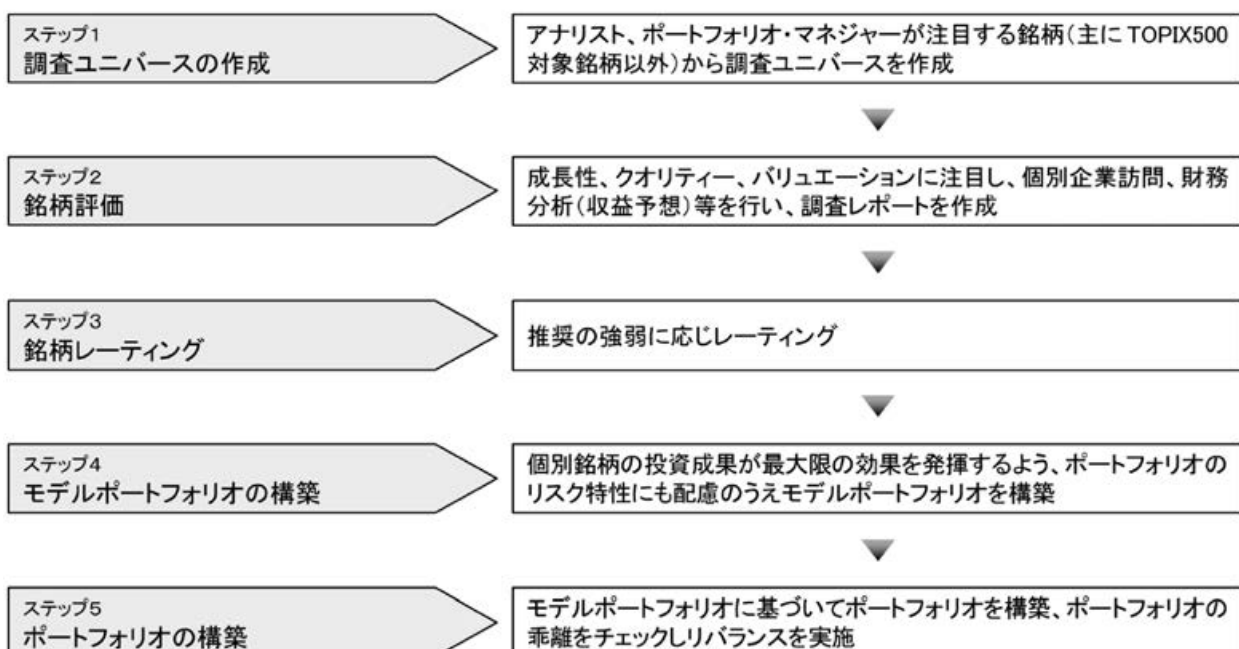 ステップ1
調査ユニバースの作成
アナリスト、ポートフォリオ・マネジャーが注目する銘柄(主にTOPIX500
対象銘柄以外)から調査ユニバースを作成
ステップ2
銘柄評価
成長性、クオリティー、バリュエーションに注目し、個別企業訪問、財務
分析(収益予想)等を行い、調査レポートを作成
ステップ3
銘柄レーティング
推奨の強弱に応じレーティング
ステップ4
モデルポートフォリオの構築
個別銘柄の投資成果が最大限の効果を発揮するよう、ポートフォリオの
リスク特性にも配慮のうえモデルポートフォリオを構築
ステップ5
ポートフォリオの構築
モデルポートフォリオに基づいてポートフォリオを構築、ポートフォリオの
乖離をチェックしリバランスを実施